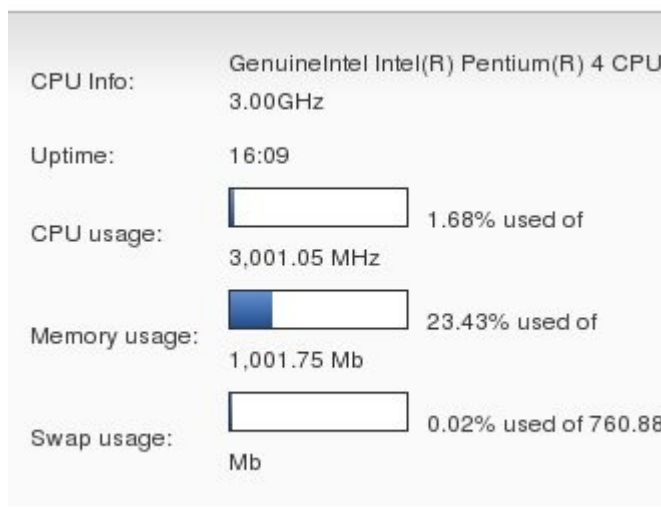 CPU Info:
GenuineIntel Intel(R) Pentium(R) 4 CPU
3.00GHz
Uptime:
16:09
CPU usage:
1.68% used of
3,001.05 MHz
Memory usage:
23.43% used of
1,001.75 Mb
Swap usage:
0.02% used of 760.88
Mb